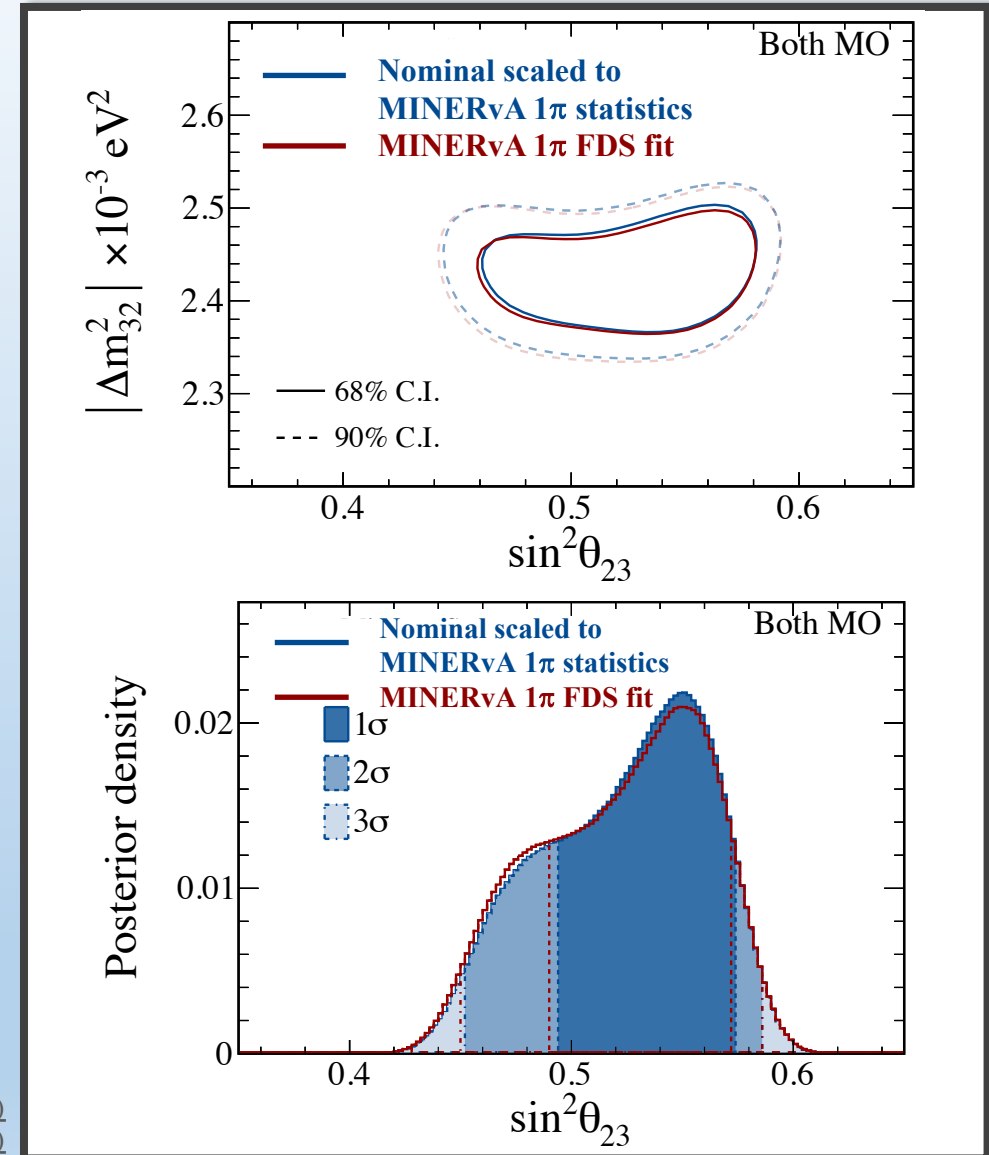 Both MO
Nominal scaled to
MINERvA 1π statistics
MINERvA 1π FDS fit
|Δm²₃₂| ×10⁻³ eV²
2.6
2.5
2.4
2.3
68% C.I.
90% C.I.
0.4 0.5 0.6
sin²θ₂₃
Both MO
Nominal scaled to
MINERvA 1π statistics
MINERvA 1π FDS fit
1σ
2σ
3σ
Posterior density
0.02
0.01
0
0.4 0.5 0.6
sin²θ₂₃